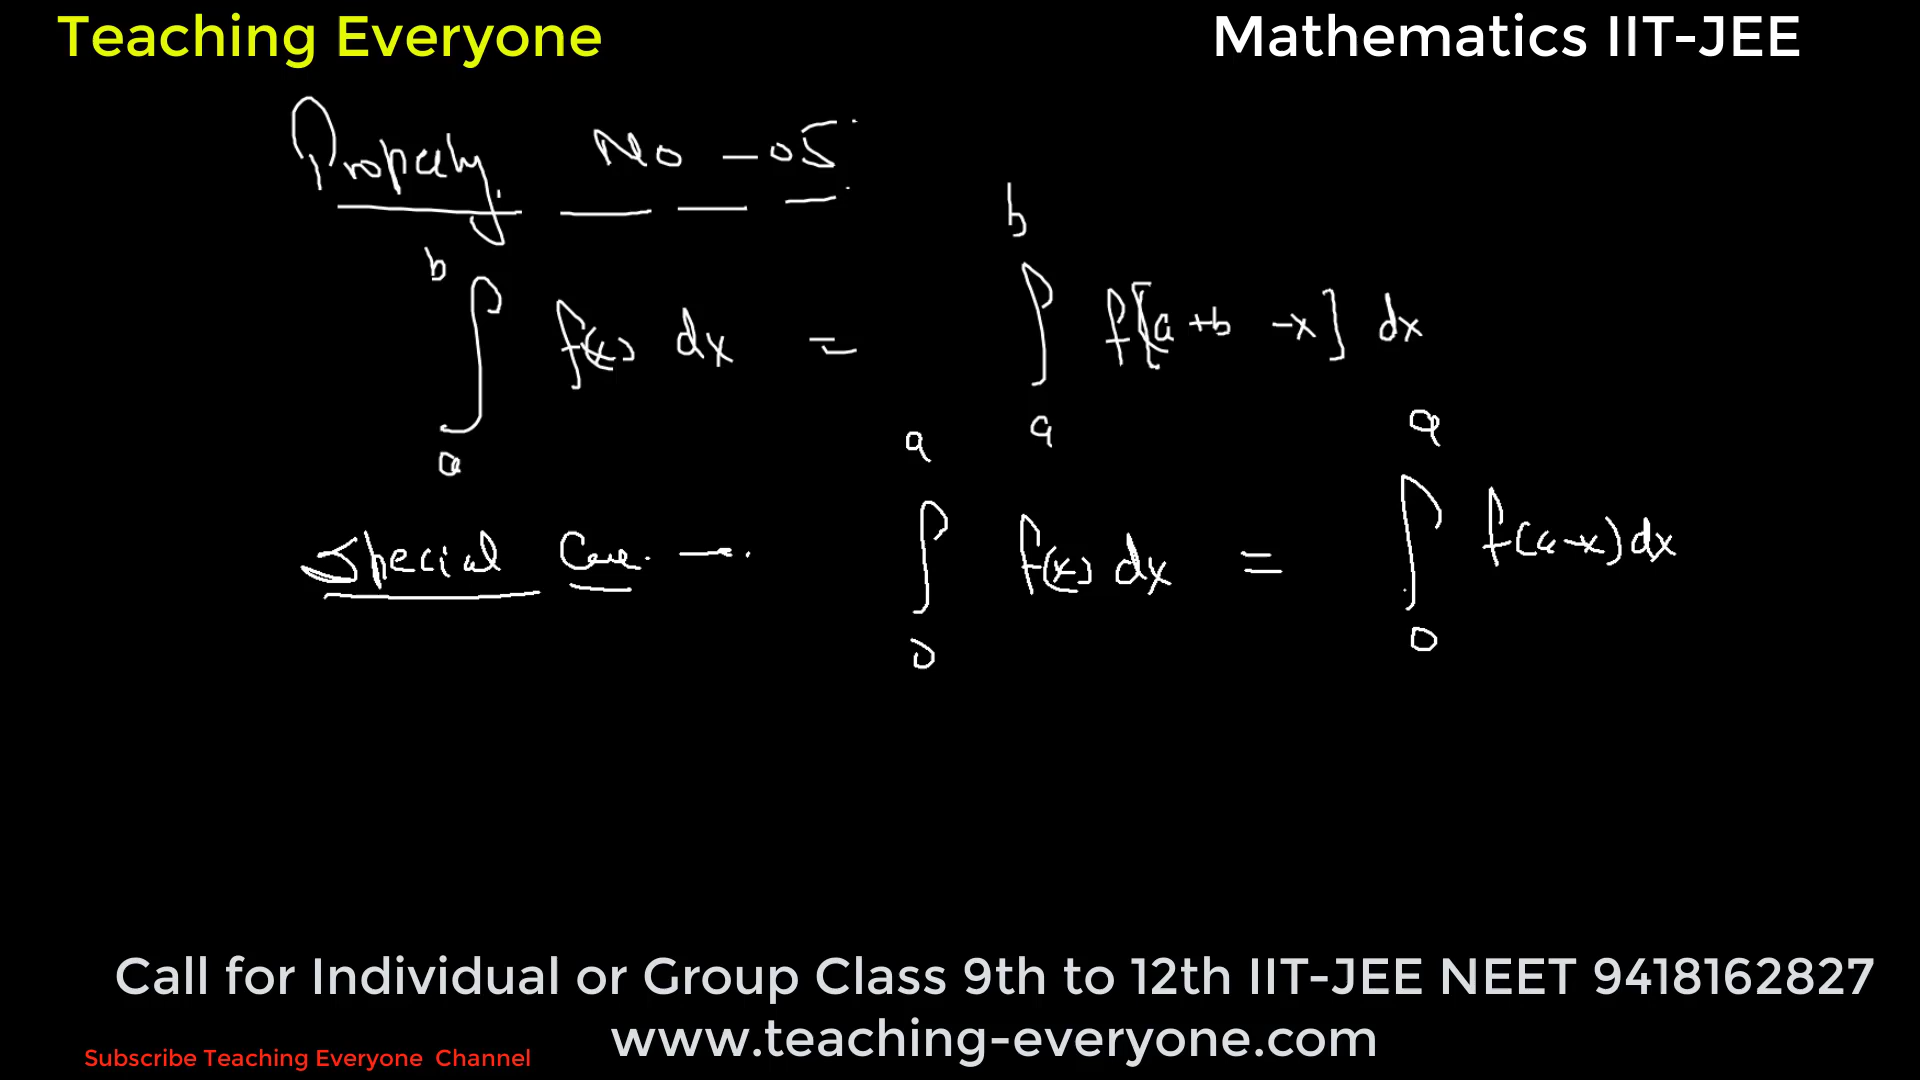 Teaching Everyone
Mathematics IIT-JEE
Property No - 05
∫_a^b f(x) dx = ∫_a^b f[a+b -x] dx
Special Case - ∫_0^a f(x) dx = ∫_0^a f(a-x) dx
Call for Individual or Group Class 9th to 12th IIT-JEE NEET 9418162827
www.teaching-everyone.com
Subscribe Teaching Everyone Channel